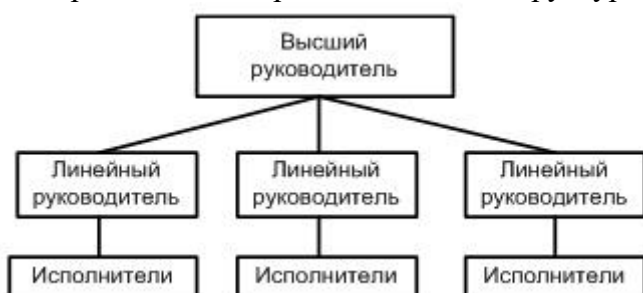 Высший
руководитель
Линейный
руководитель
Линейный
руководитель
Линейный
руководитель
Исполнители
Исполнители
Исполнители